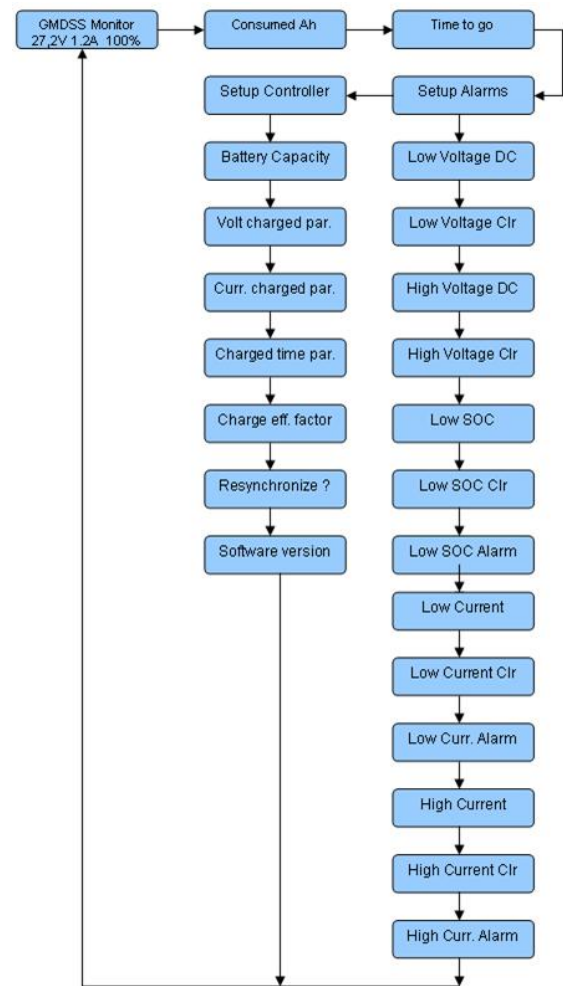 GMDSS Monitor
27,2V 1.2A 100%
Consumed Ah
Time to go
Setup Controller
Setup Alarms
Battery Capacity
Low Voltage DC
Volt charged par.
Low Voltage Clr
Curr. charged par.
High Voltage DC
Charged time par.
High Voltage Clr
Charge eff. factor
Low SOC
Resynchronize ?
Low SOC Clr
Software version
Low SOC Alarm
Low Current
Low Current Clr
Low Curr. Alarm
High Current
High Current Clr
High Curr. Alarm